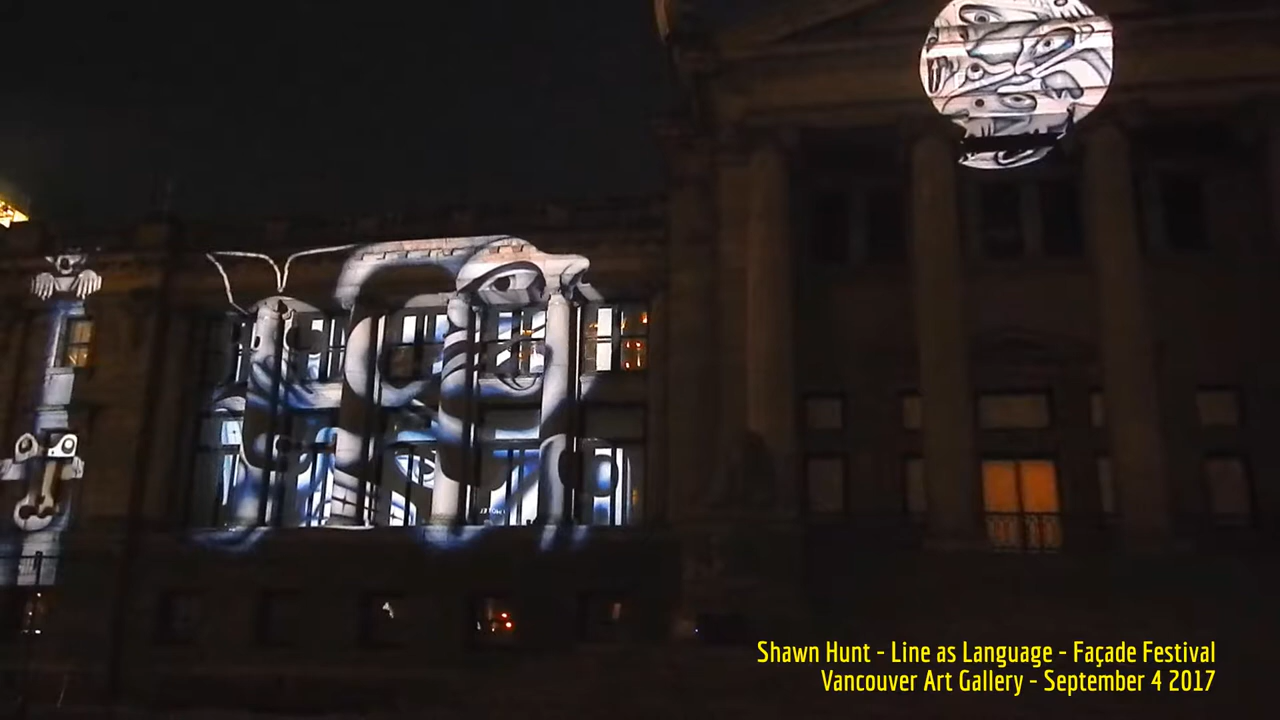 Shawn Hunt - Line as Language - Façade Festival
Vancouver Art Gallery - September 4 2017